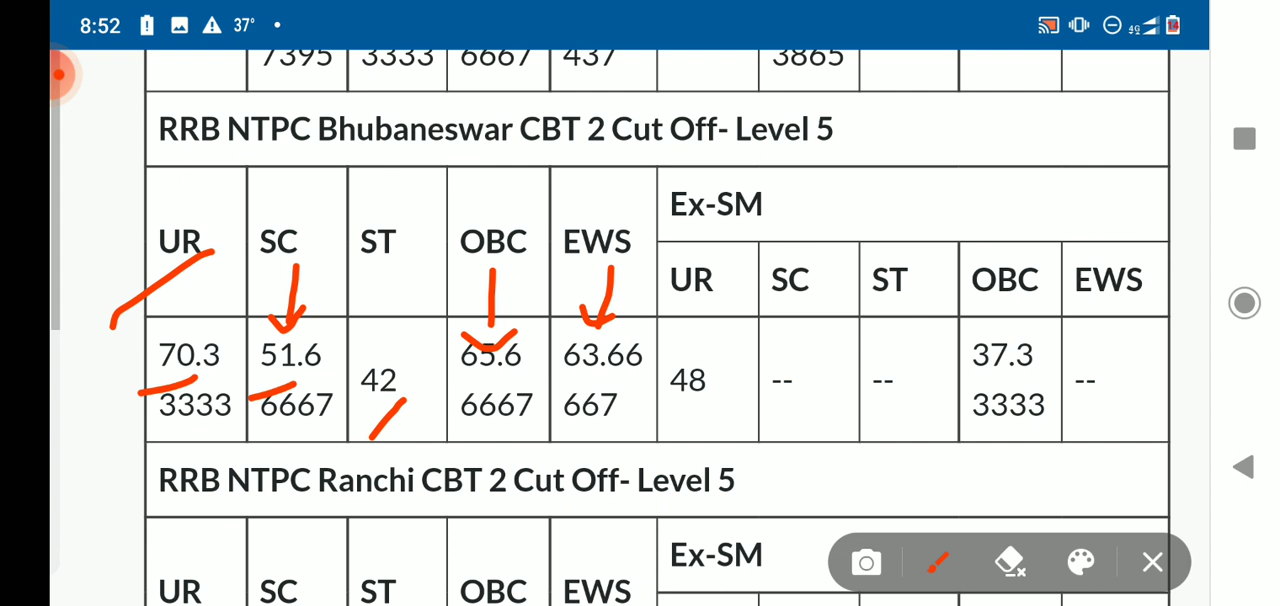 8:52 37°
4G 14
7395 3333 6667 437 3865
RRB NTPC Bhubaneswar CBT 2 Cut Off- Level 5
UR SC ST OBC EWS Ex-SM
UR SC ST OBC EWS
70.3 51.6 42 65.6 63.66 48 -- -- 37.3 --
3333 6667 6667 667 3333
RRB NTPC Ranchi CBT 2 Cut Off- Level 5
UR SC ST OBC EWS Ex-SM